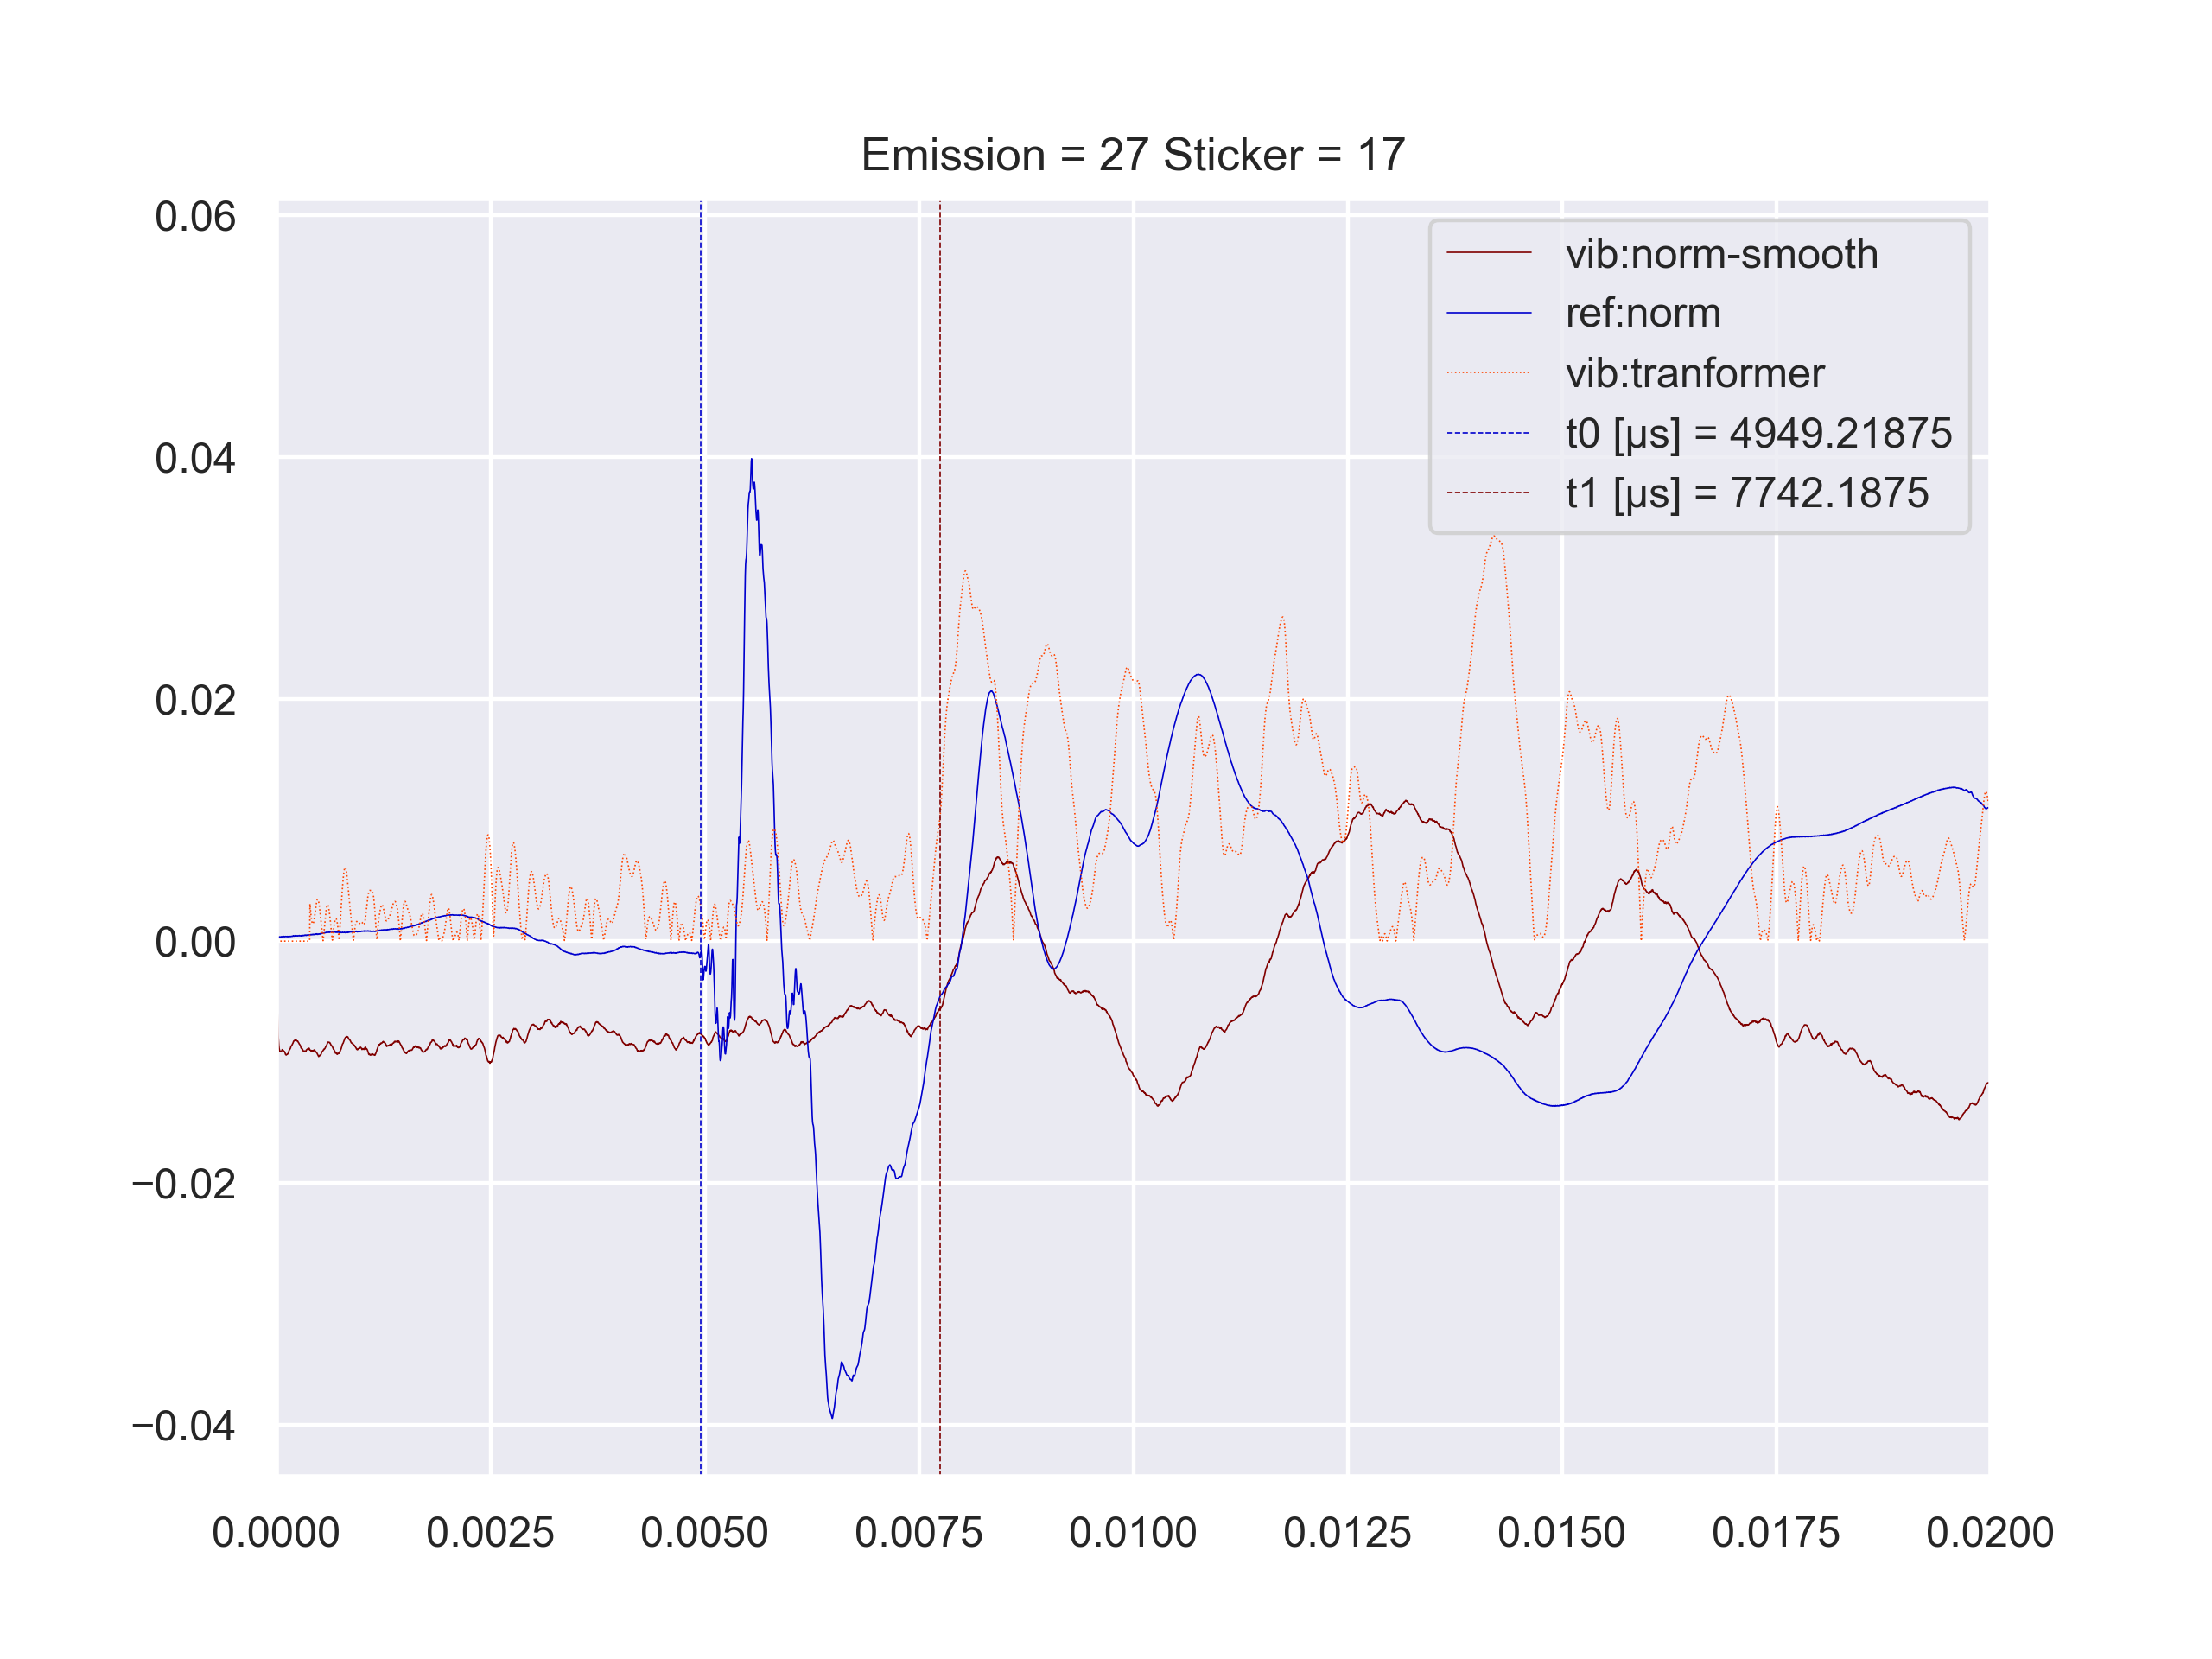 Emission = 27 Sticker = 17
0.06
0.04
0.02
0.00
−0.02
−0.04
vib:norm-smooth
ref:norm
vib:tranformer
t0 [µs] = 4949.21875
t1 [µs] = 7742.1875
0.0000 0.0025 0.0050 0.0075 0.0100 0.0125 0.0150 0.0175 0.0200